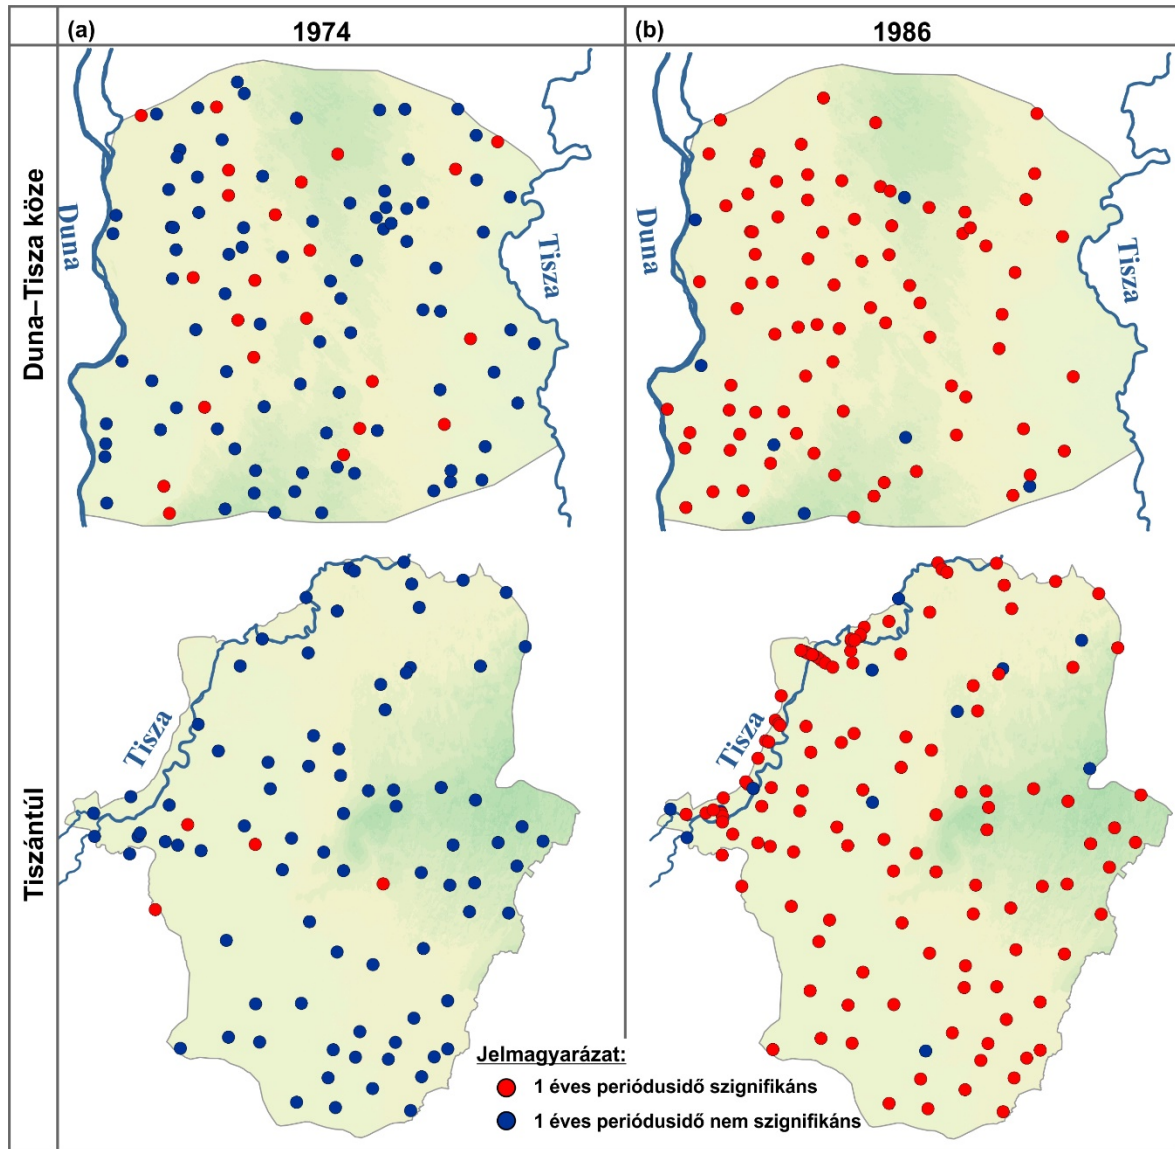 (a)
1974
(b)
1986
Duna–Tisza köze
Duna
Tisza
Duna
Tisza
Tiszántúl
Tisza
Tisza
Jelmagyarázat:
1 éves periódusidő szignifikáns
1 éves periódusidő nem szignifikáns